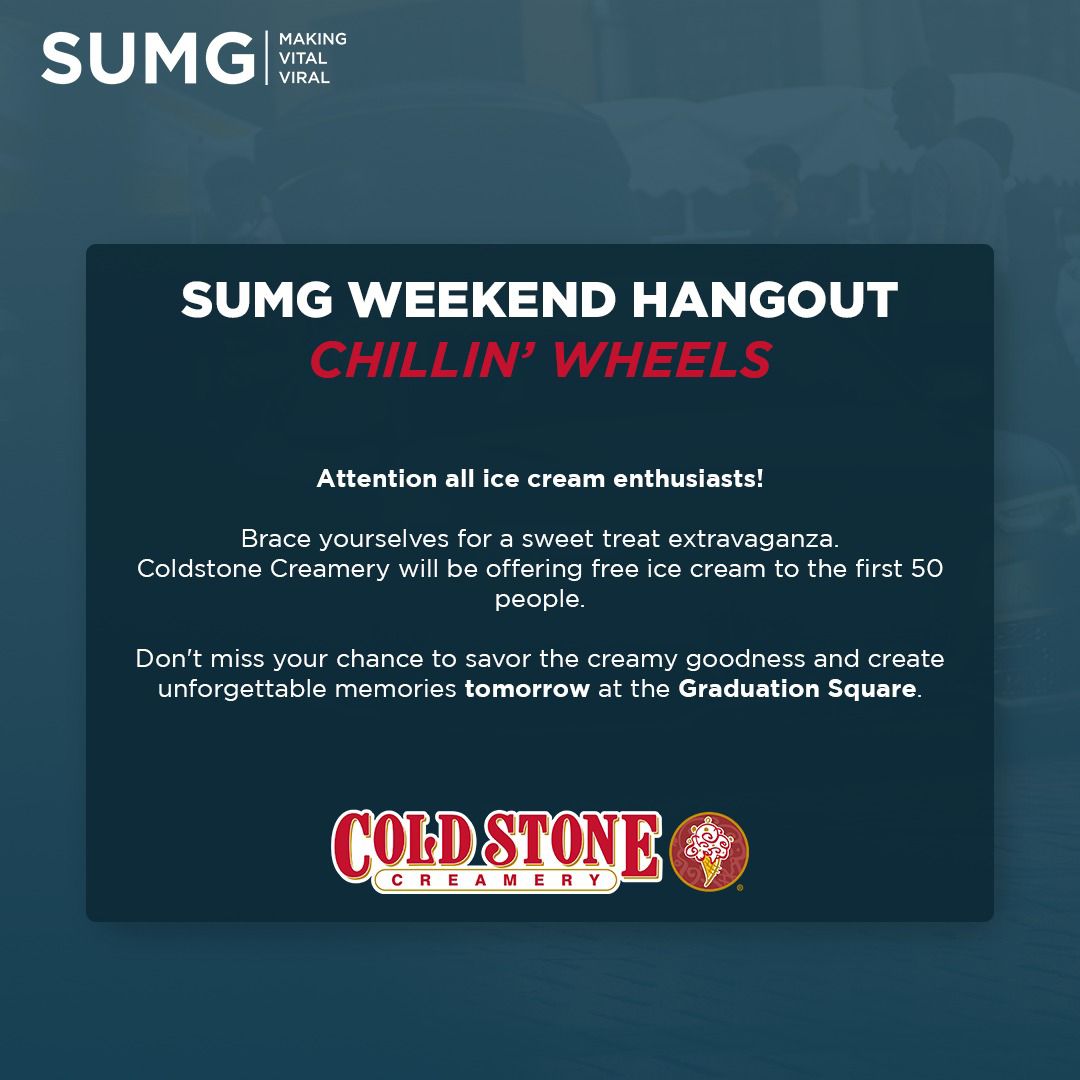 SUMG
MAKING
VITAL
VIRAL
SUMG WEEKEND HANGOUT
CHILLIN’ WHEELS
Attention all ice cream enthusiasts!
Brace yourselves for a sweet treat extravaganza.
Coldstone Creamery will be offering free ice cream to the first 50
people.
Don't miss your chance to savor the creamy goodness and create
unforgettable memories tomorrow at the Graduation Square.
COLD STONE
CREAMERY
®